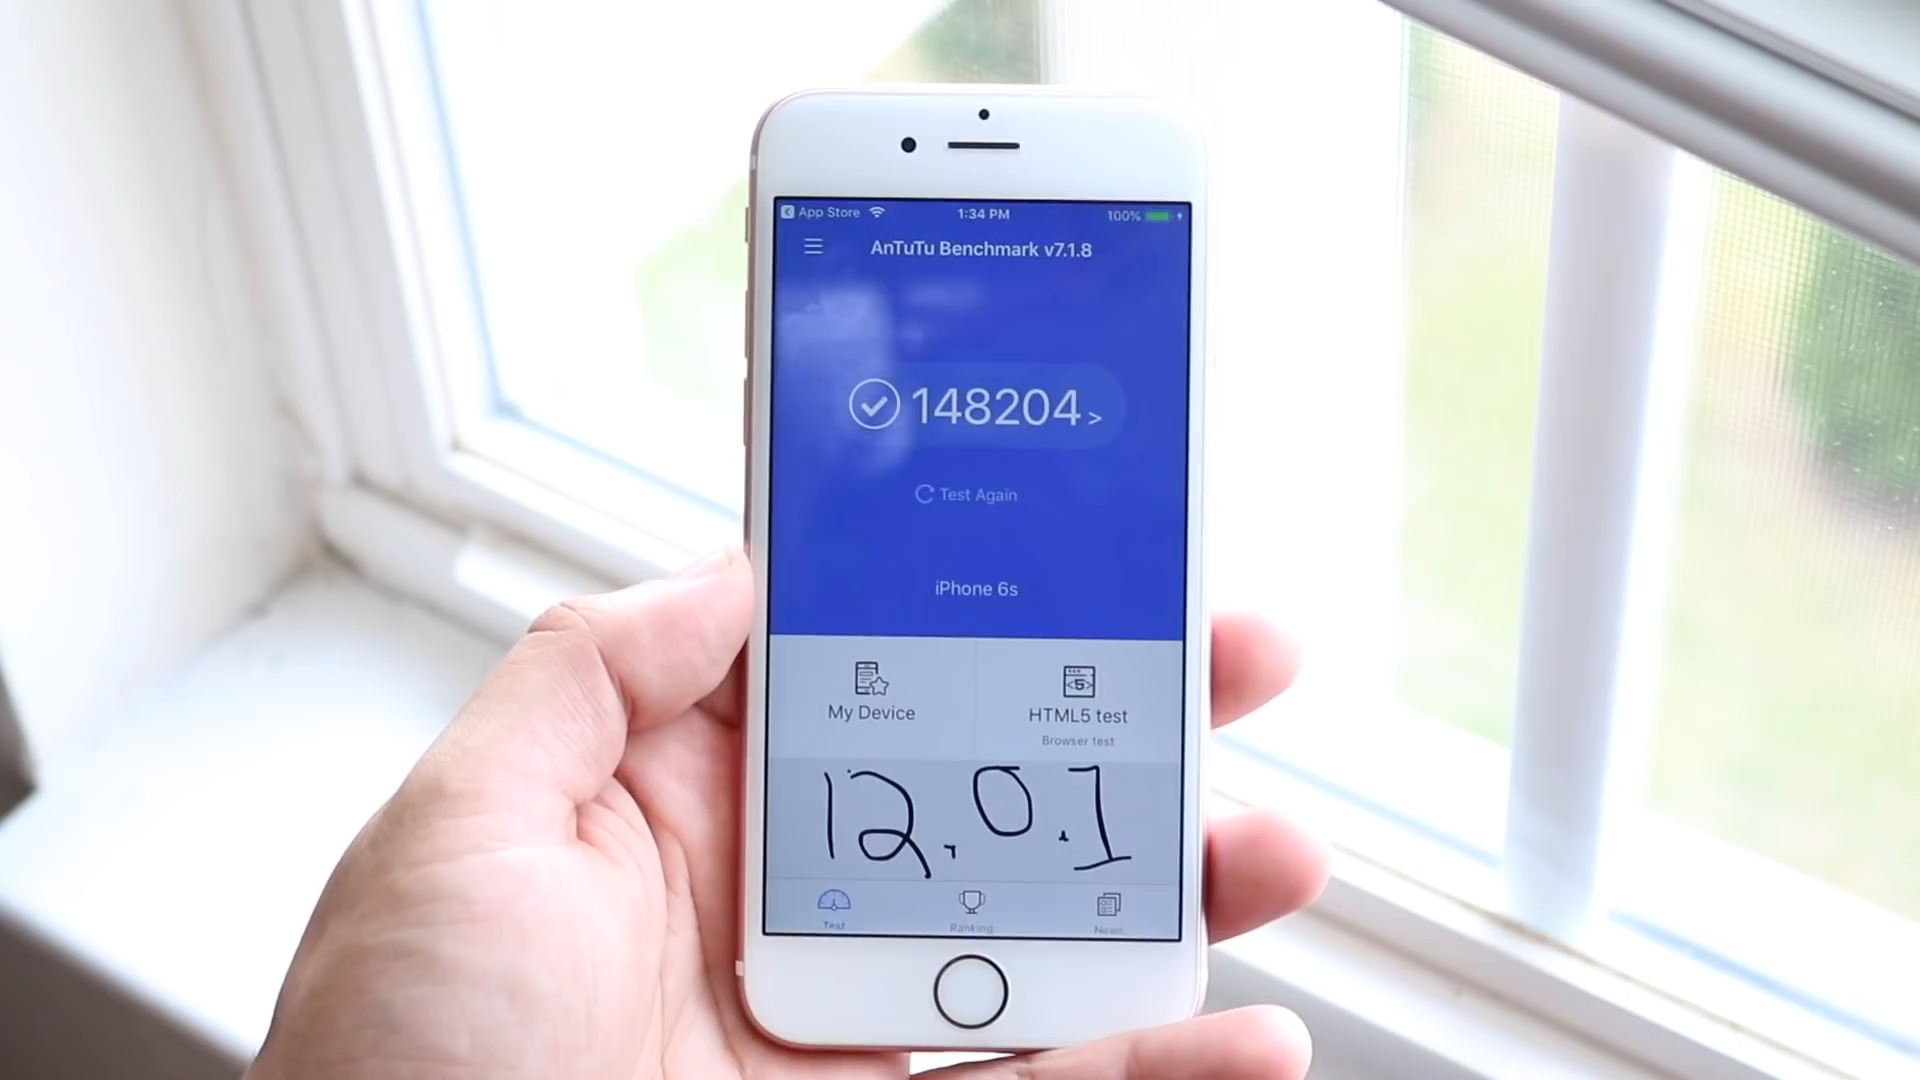 App Store 1:34 PM 100%
AnTuTu Benchmark v7.1.8
148204 >
Test Again
iPhone 6s
My Device HTML5 test
Browser test
12.0.1
Test Ranking News